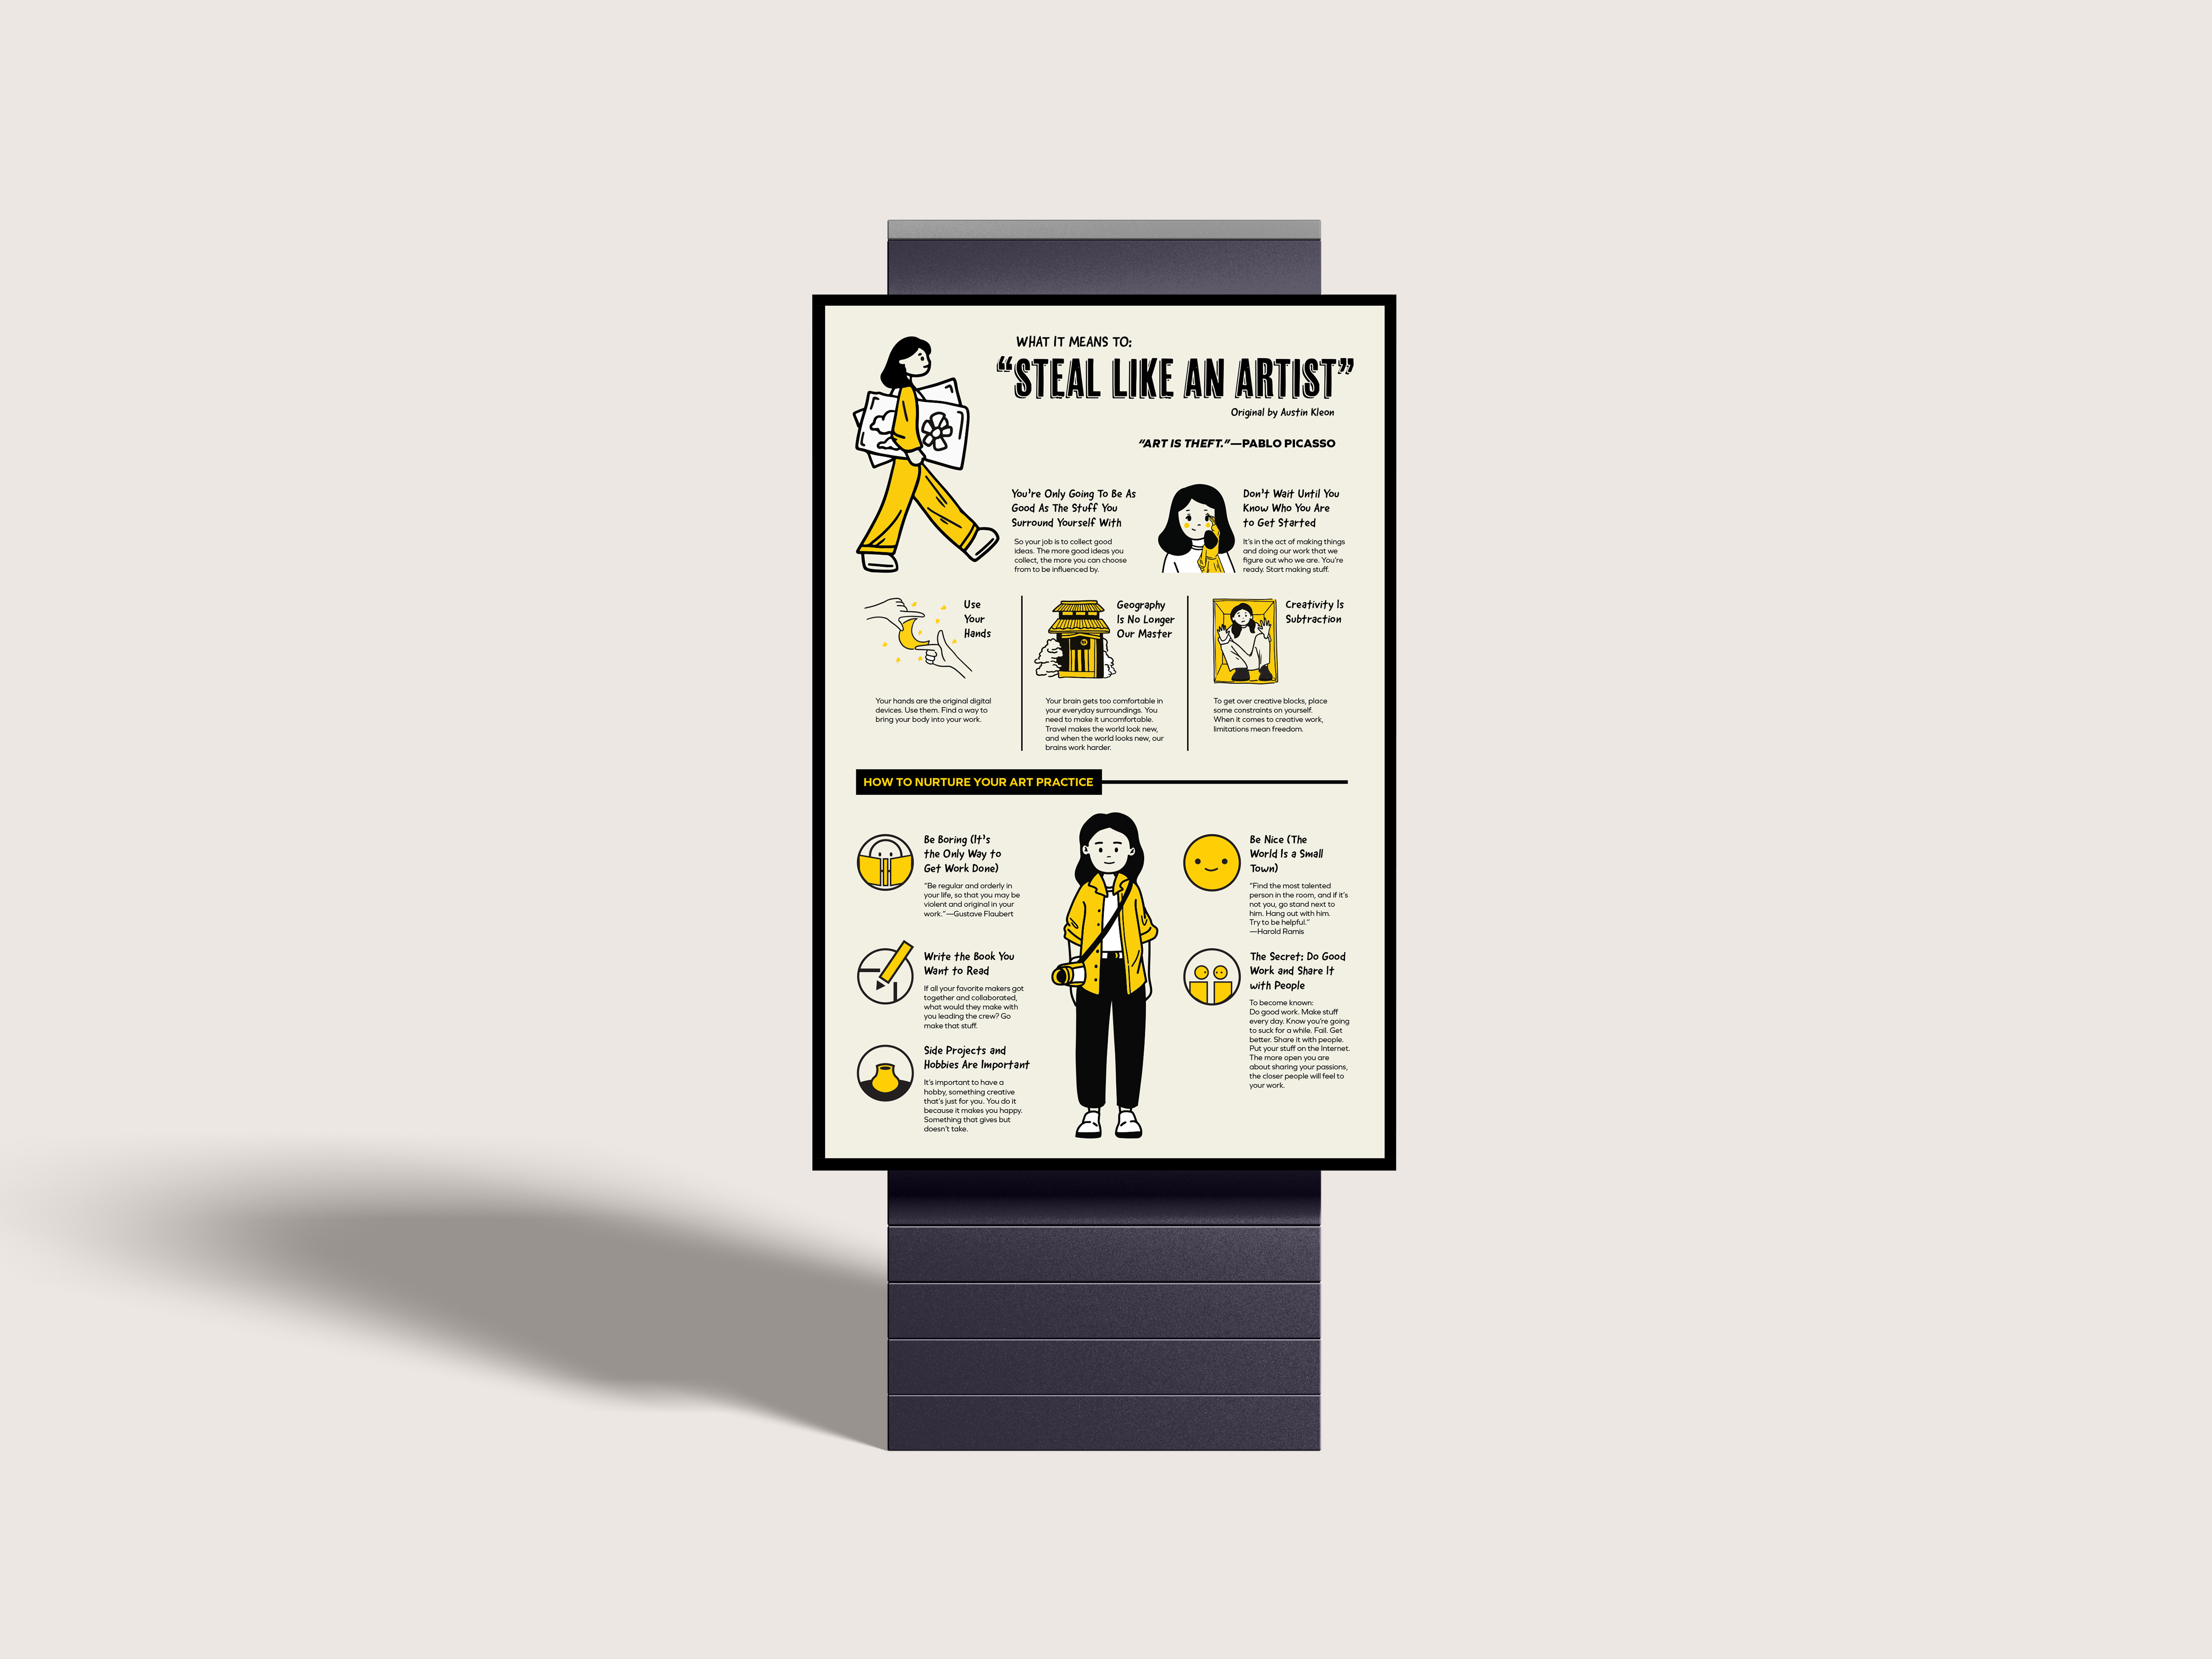 WHAT IT MEANS TO:
“STEAL LIKE AN ARTIST”
Original by Austin Kleon
“ART IS THEFT.”—PABLO PICASSO
You’re Only Going To Be As
Good As The Stuff You
Surround Yourself With
So your job is to collect good
ideas. The more good ideas you
collect, the more you can choose
from to be influenced by.
Don’t Wait Until You
Know Who You Are
to Get Started
It’s in the act of making things
and doing our work that we
figure out who we are. You’re
ready. Start making stuff.
Use
Your
Hands
Your hands are the original digital
devices. Use them. Find a way to
bring your body into your work.
Geography
Is No Longer
Our Master
Your brain gets too comfortable in
your everyday surroundings. You
need to make it uncomfortable.
Travel makes the world look new,
and when the world looks new, our
brains work harder.
Creativity Is
Subtraction
To get over creative blocks, place
some constraints on yourself.
When it comes to creative work,
limitations mean freedom.
HOW TO NURTURE YOUR ART PRACTICE
Be Boring (It’s
the Only Way to
Get Work Done)
“Be regular and orderly in
your life, so that you may be
violent and original in your
work.”—Gustave Flaubert
Write the Book You
Want to Read
If all your favorite makers got
together and collaborated,
what would they make with
you leading the crew? Go
make that stuff.
Side Projects and
Hobbies Are Important
It’s important to have a
hobby, something creative
that’s just for you. You do it
because it makes you happy.
Something that gives but
doesn’t take.
Be Nice (The
World Is a Small
Town)
“Find the most talented
person in the room, and if it’s
not you, go stand next to
him. Hang out with him.
Try to be helpful.”
—Harold Ramis
The Secret: Do Good
Work and Share It
with People
To become known:
Do good work. Make stuff
every day. Know you’re going
to suck for a while. Fail. Get
better. Share it with people.
Put your stuff on the Internet.
The more open you are
about sharing your passions,
the closer people will feel to
your work.